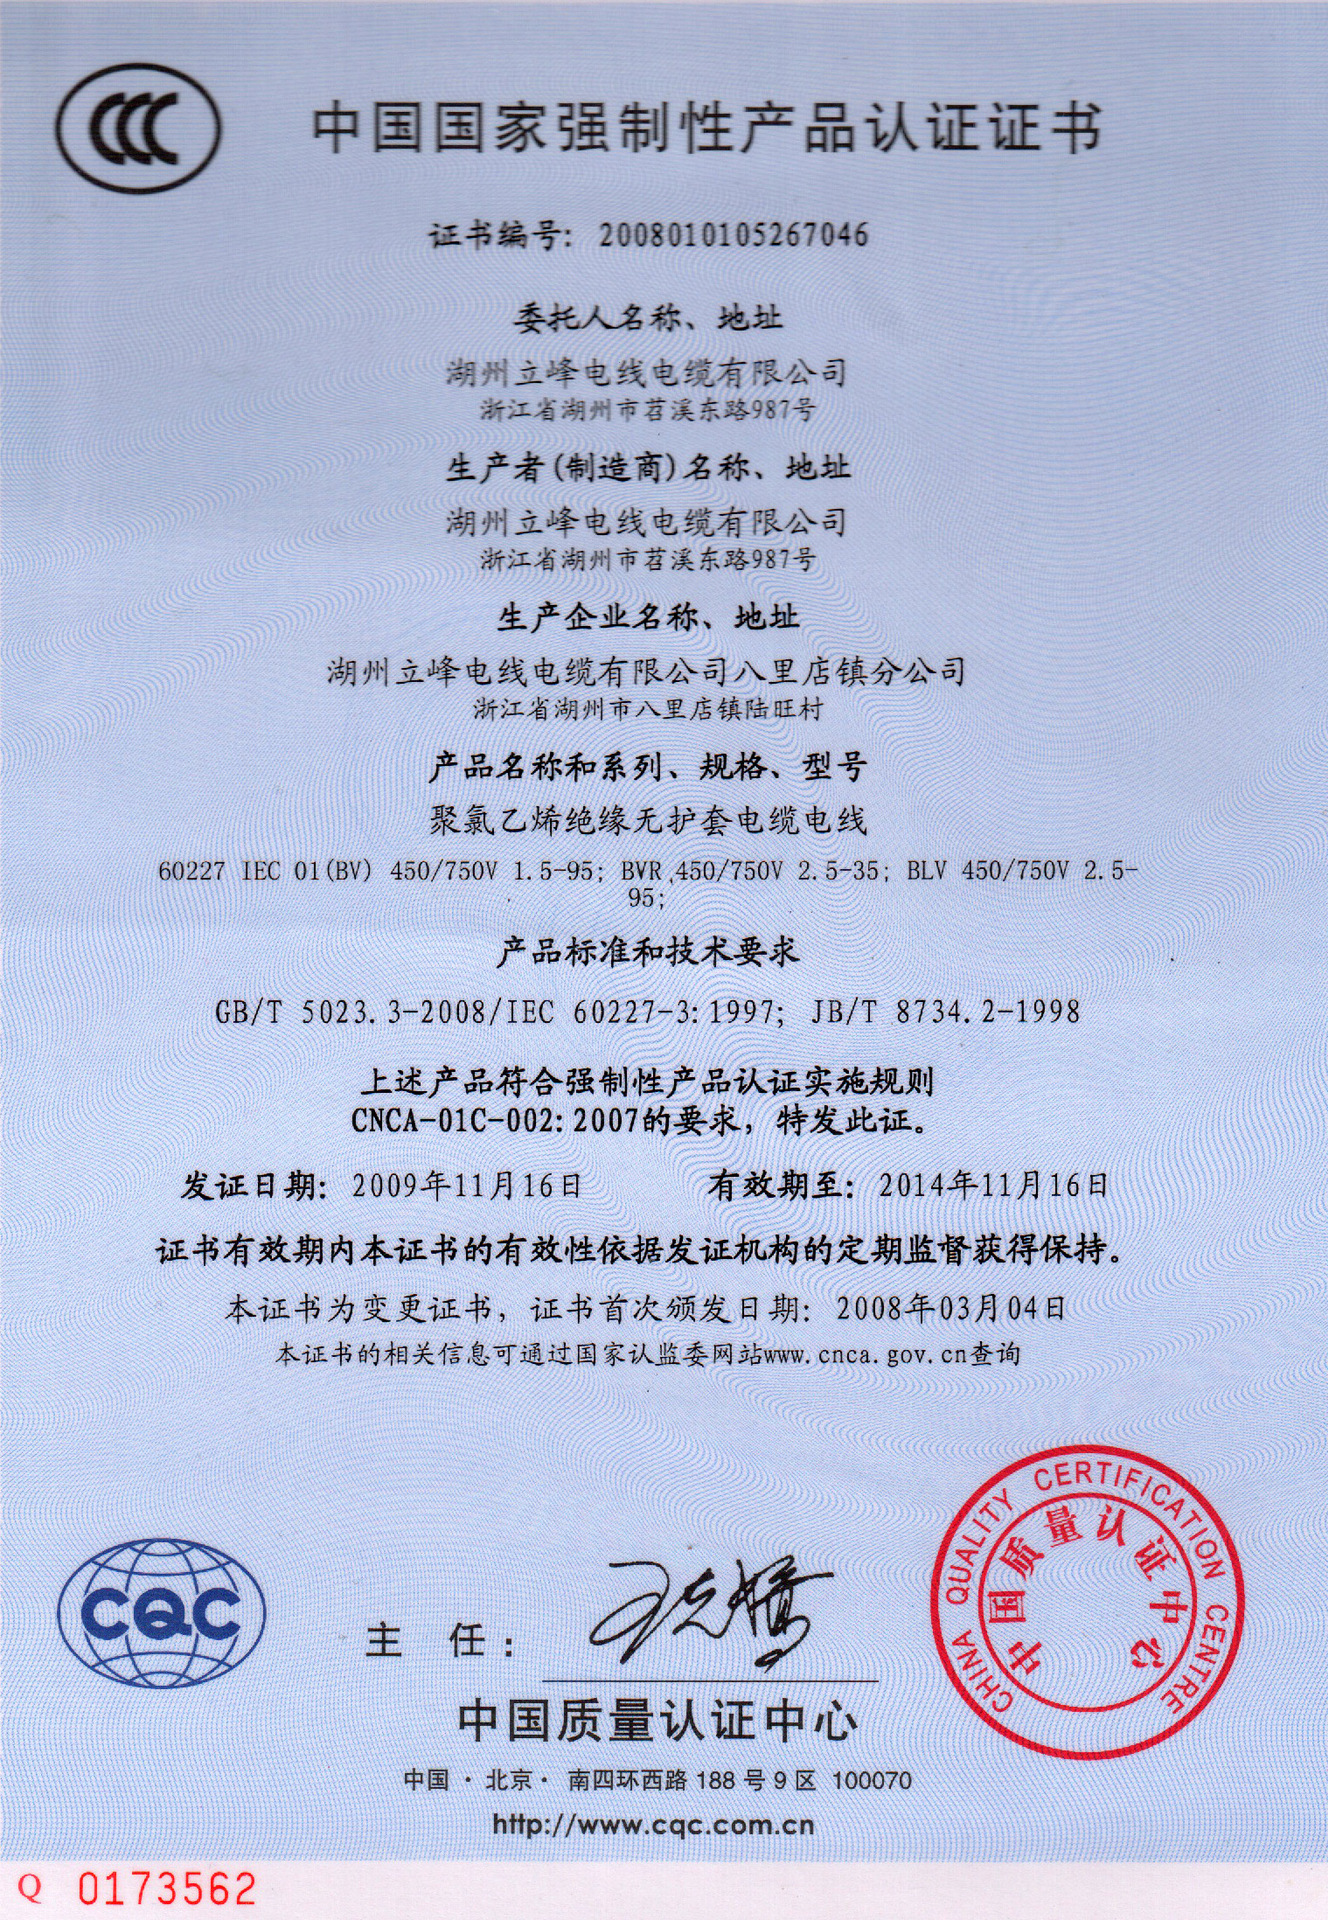 CCC
中国国家强制性产品认证证书
证书编号: 2008010105267046
委托人名称、地址
湖州立峰电线电缆有限公司
浙江省湖州市苕溪东路987号
生产者(制造商)名称、地址
湖州立峰电线电缆有限公司
浙江省湖州市苕溪东路987号
生产企业名称、地址
湖州立峰电线电缆有限公司八里店镇分公司
浙江省湖州市八里店镇陆旺村
产品名称和系列、规格、型号
聚氯乙烯绝缘无护套电缆电线
60227 IEC 01(BV) 450/750V 1.5-95; BVR 450/750V 2.5-35; BLV 450/750V 2.5-
95;
产品标准和技术要求
GB/T 5023.3-2008/IEC 60227-3:1997; JB/T 8734.2-1998
上述产品符合强制性产品认证实施规则
CNCA-01C-002:2007的要求，特发此证。
发证日期: 2009年11月16日 有效期至: 2014年11月16日
证书有效期内本证书的有效性依据发证机构的定期监督获得保持。
本证书为变更证书，证书首次颁发日期: 2008年03月04日
本证书的相关信息可通过国家认监委网站www.cnca.gov.cn查询
CHINA QUALITY CERTIFICATION CENTRE
中国质量认证中心
CQC
主 任:
中国质量认证中心
中国·北京·南四环西路 188 号 9 区 100070
http://www.cqc.com.cn
Q 0173562